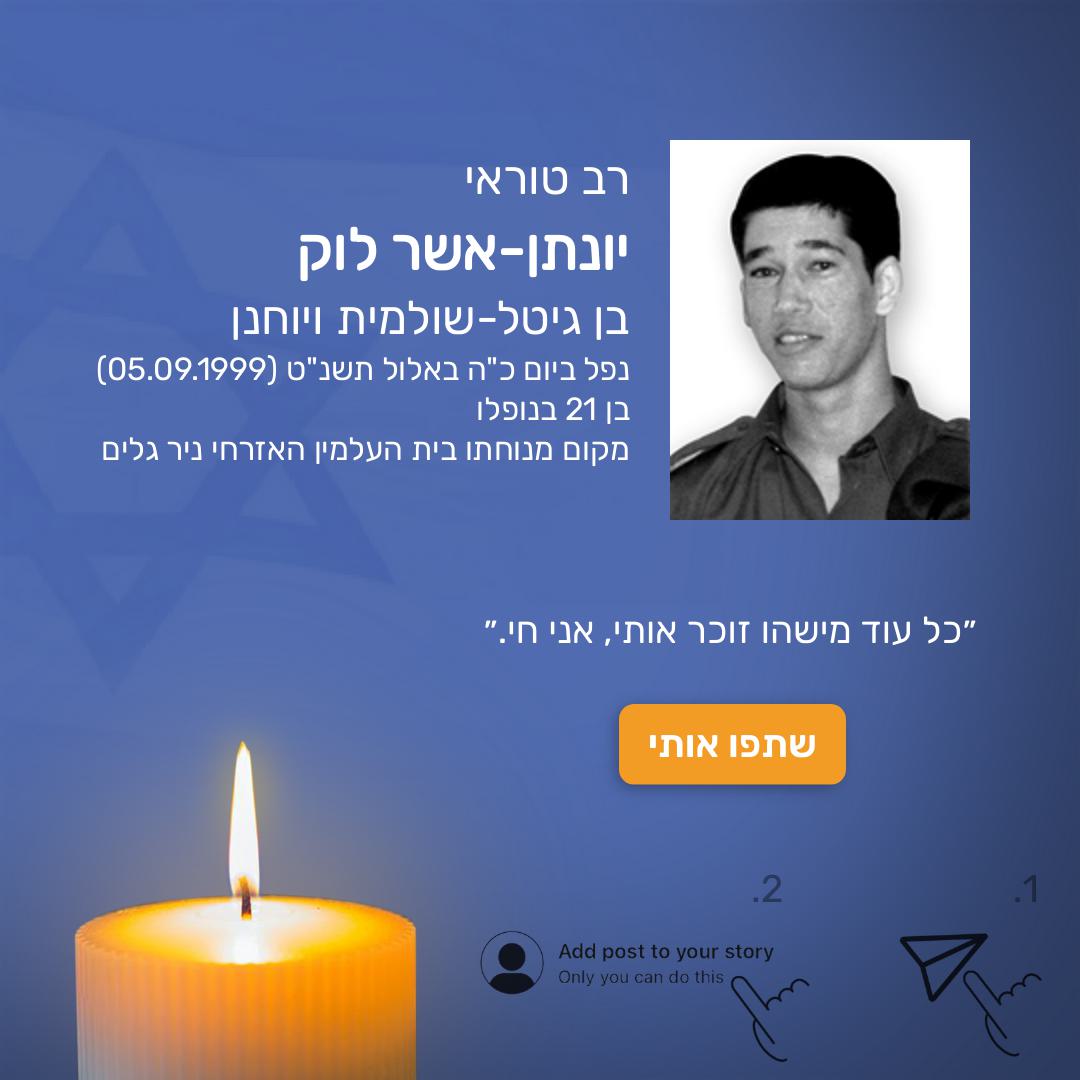 רב טוראי
יונתן-אשר לוק
בן גיטל-שולמית ויוחנן
נפל ביום כ"ה באלול תשנ"ט (05.09.1999)
בן 21 בנופלו
מקום מנוחתו בית העלמין האזרחי ניר גלים
״כל עוד מישהו זוכר אותי, אני חי.״
שתפו אותי
1.
2.
Add post to your story
Only you can do this